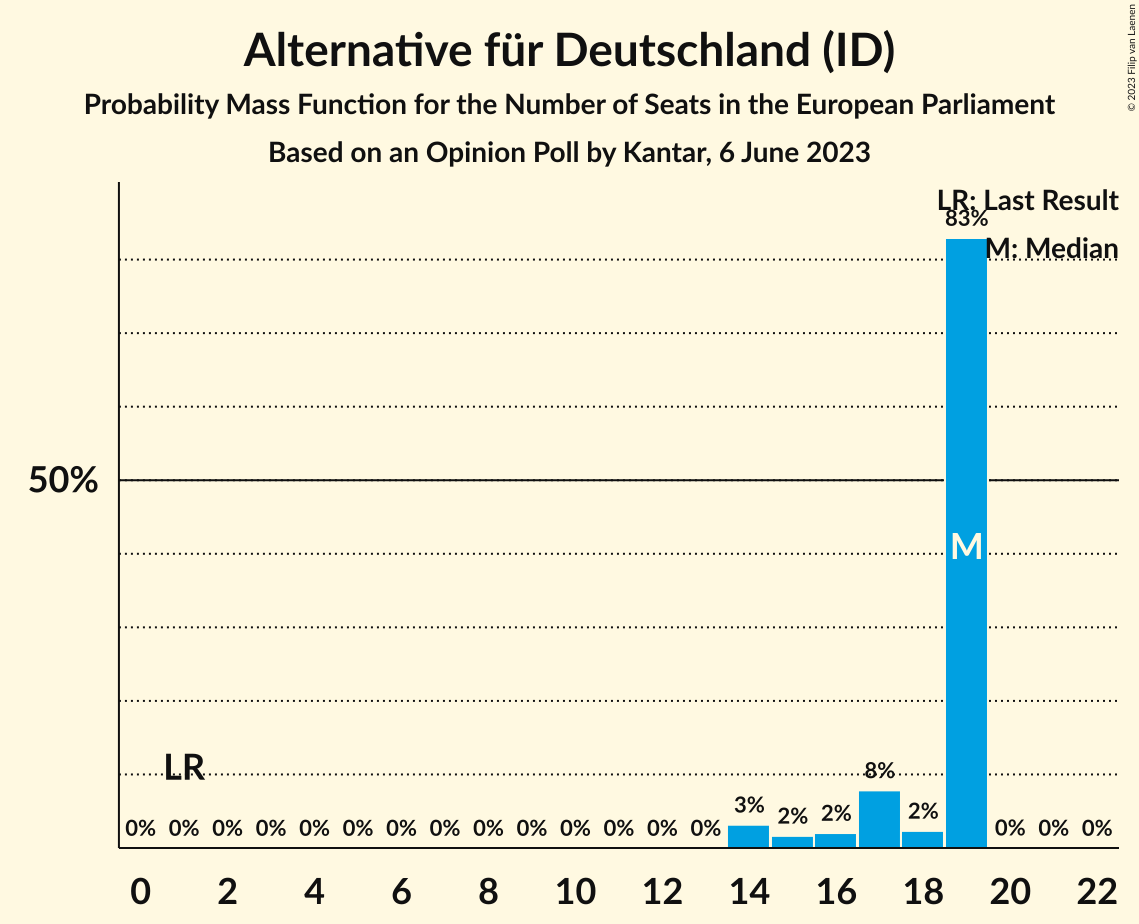 Alternative für Deutschland (ID)
Probability Mass Function for the Number of Seats in the European Parliament
Based on an Opinion Poll by Kantar, 6 June 2023
© 2023 Filip van Laenen
LR: Last Result
83%
M: Median
50%
M
LR
8%
3% 2% 2% 2%
0% 0% 0% 0% 0% 0% 0% 0% 0% 0% 0% 0% 0% 0% 0% 0% 0%
0 2 4 6 8 10 12 14 16 18 20 22